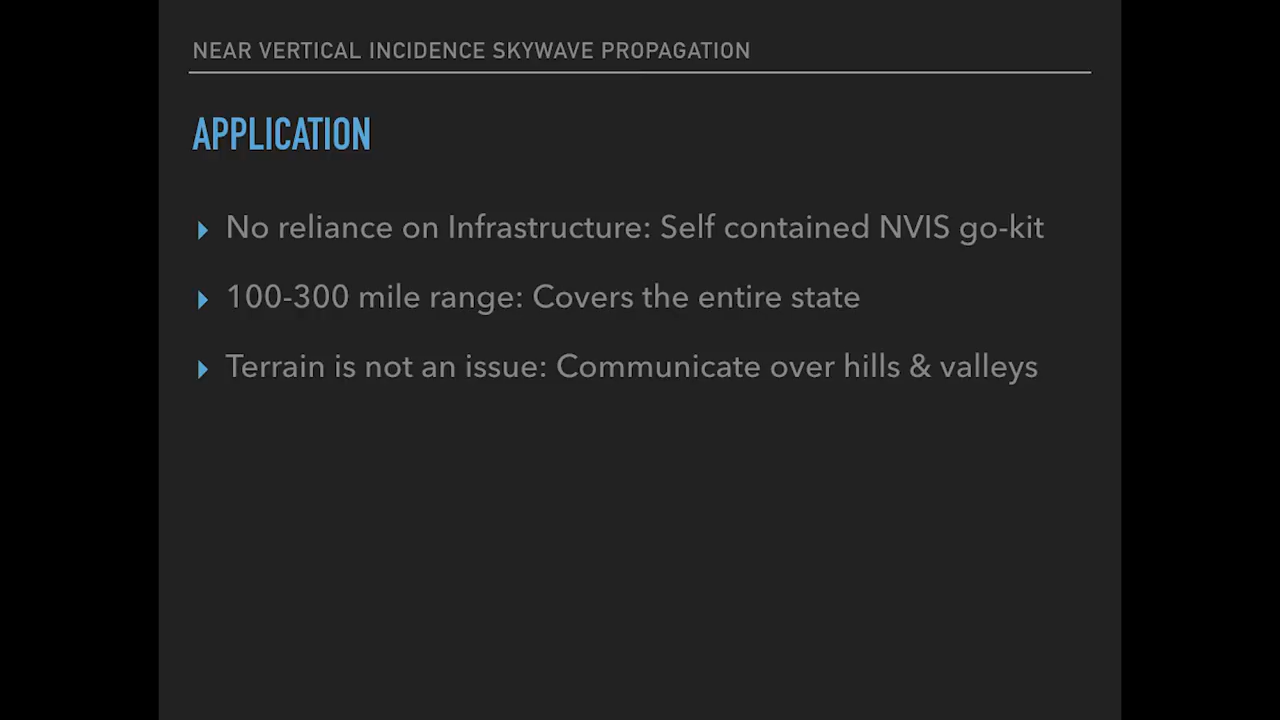 NEAR VERTICAL INCIDENCE SKYWAVE PROPAGATION
APPLICATION
No reliance on Infrastructure: Self contained NVIS go-kit
100-300 mile range: Covers the entire state
Terrain is not an issue: Communicate over hills & valleys